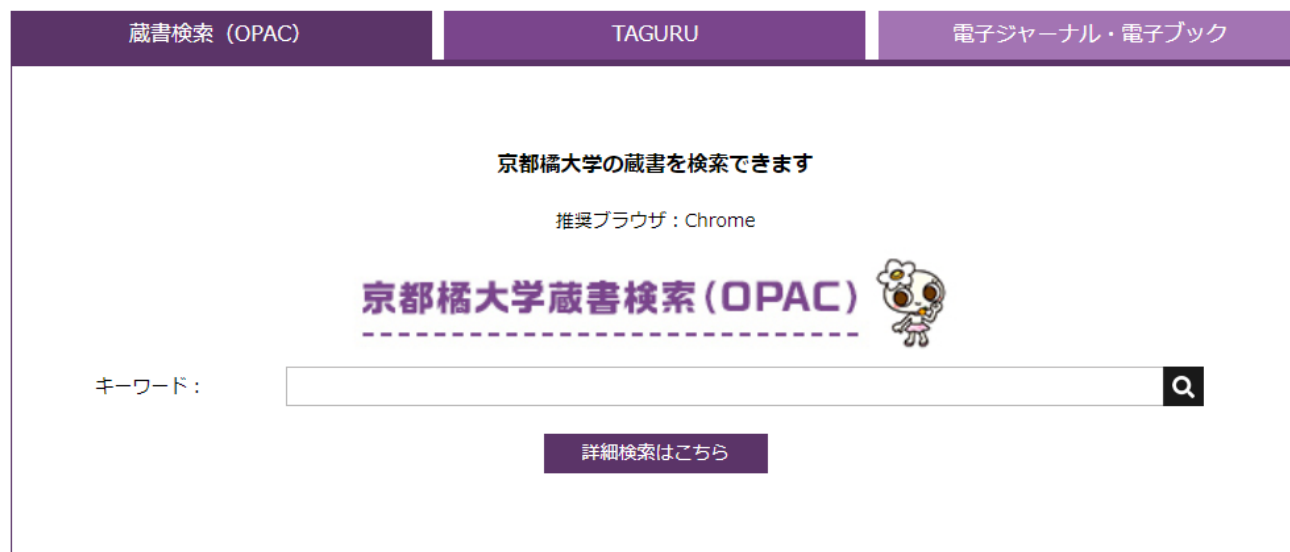 蔵書検索（OPAC）
TAGURU
電子ジャーナル・電子ブック
京都橘大学の蔵書を検索できます
推奨ブラウザ：Chrome
京都橘大学蔵書検索(OPAC)
キーワード：
詳細検索はこちら